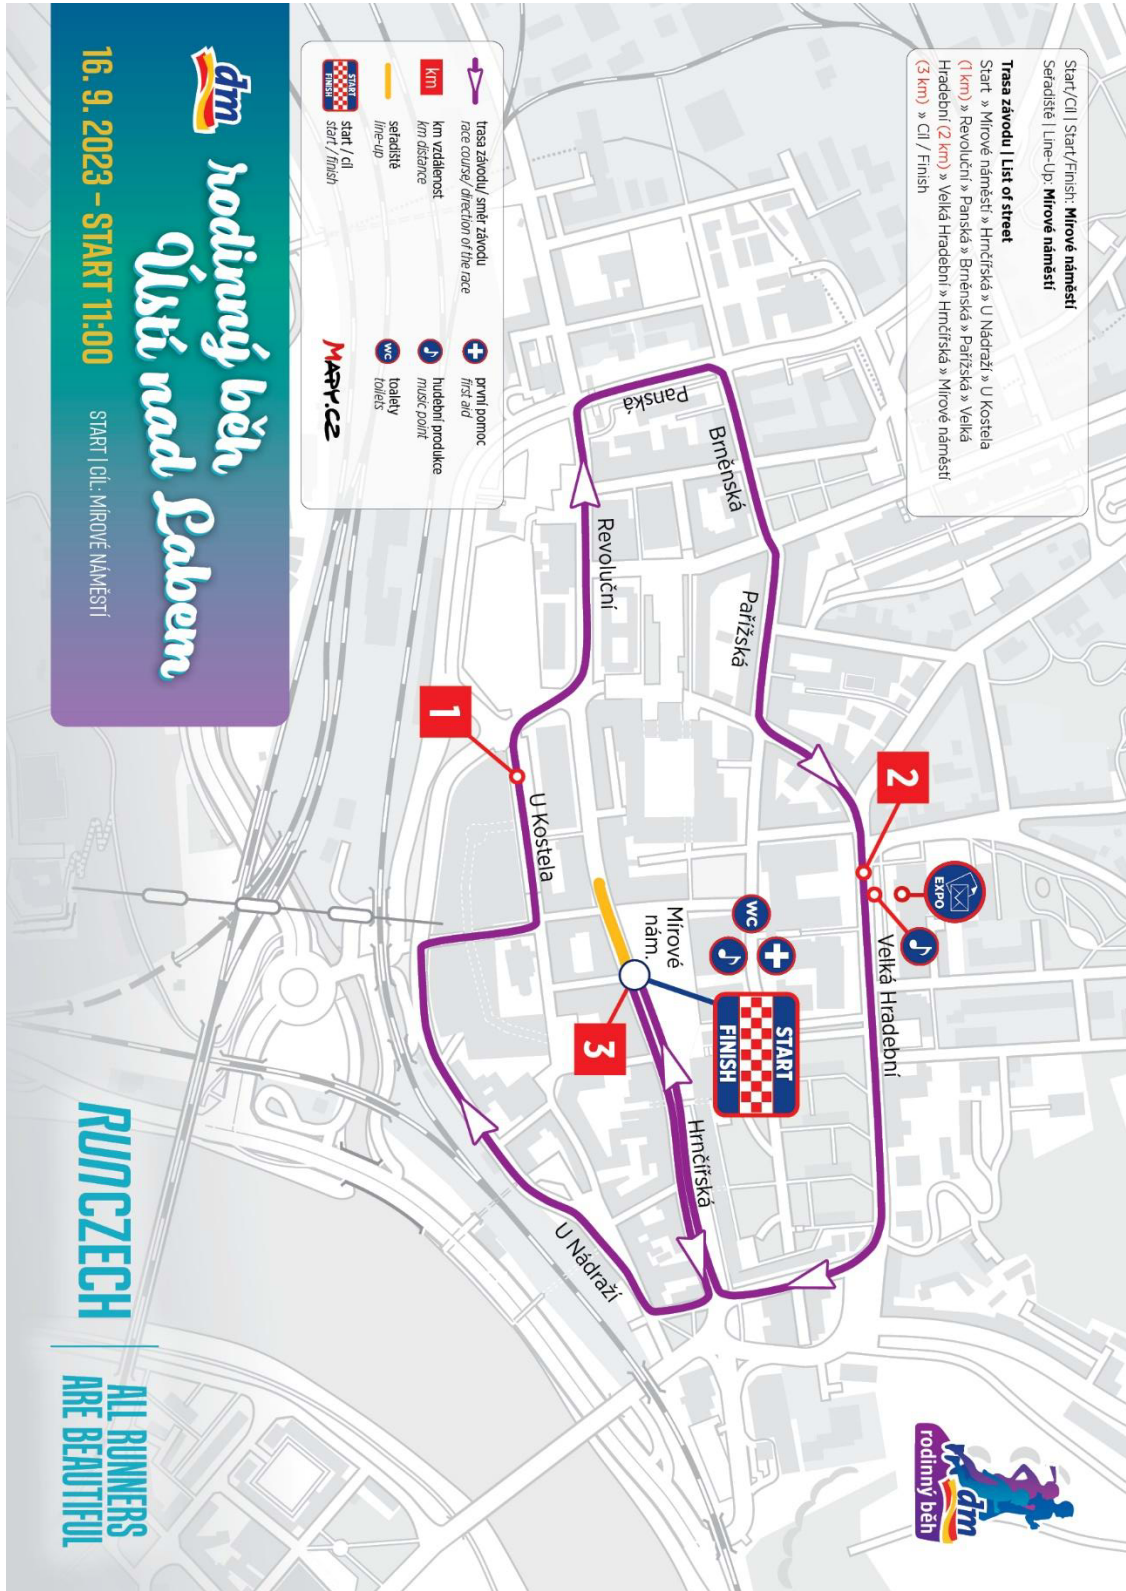 Start/Cíl | Start/Finish: Mírové náměstí
Seřadiště | Line-Up: Mírové náměstí
Trasa závodu | List of street
Start » Mírové náměstí » Hrnčířská » U Nádraží » U Kostela
(1 km) » Revoluční » Panská » Brněnská » Pařížská » Velká
Hradební (2 km) » Velká Hradební » Hrnčířská » Mírové náměstí
(3 km) » Cíl / Finish
dm
rodinný běh
2
EXPO
Velká Hradební
Pařížská
Brněnská
Panská
Revoluční
WC
START
FINISH
Mírové
nám.
Hrnčířská
3
U Kostela
1
U Nádraží
trasa závodu/ směr závodu
race course/ direction of the race
km
km vzdálenost
km distance
seřadiště
line-up
START
FINISH
start / cíl
start / finish
první pomoc
first aid
hudební produkce
music point
WC
toalety
toilets
MAPY.CZ
dm
rodinný běh
Ústí nad Labem
16. 9. 2023 – START 11:00
START | CÍL: MÍROVÉ NÁMĚSTÍ
RUNCZECH
ALL RUNNERS
ARE BEAUTIFUL